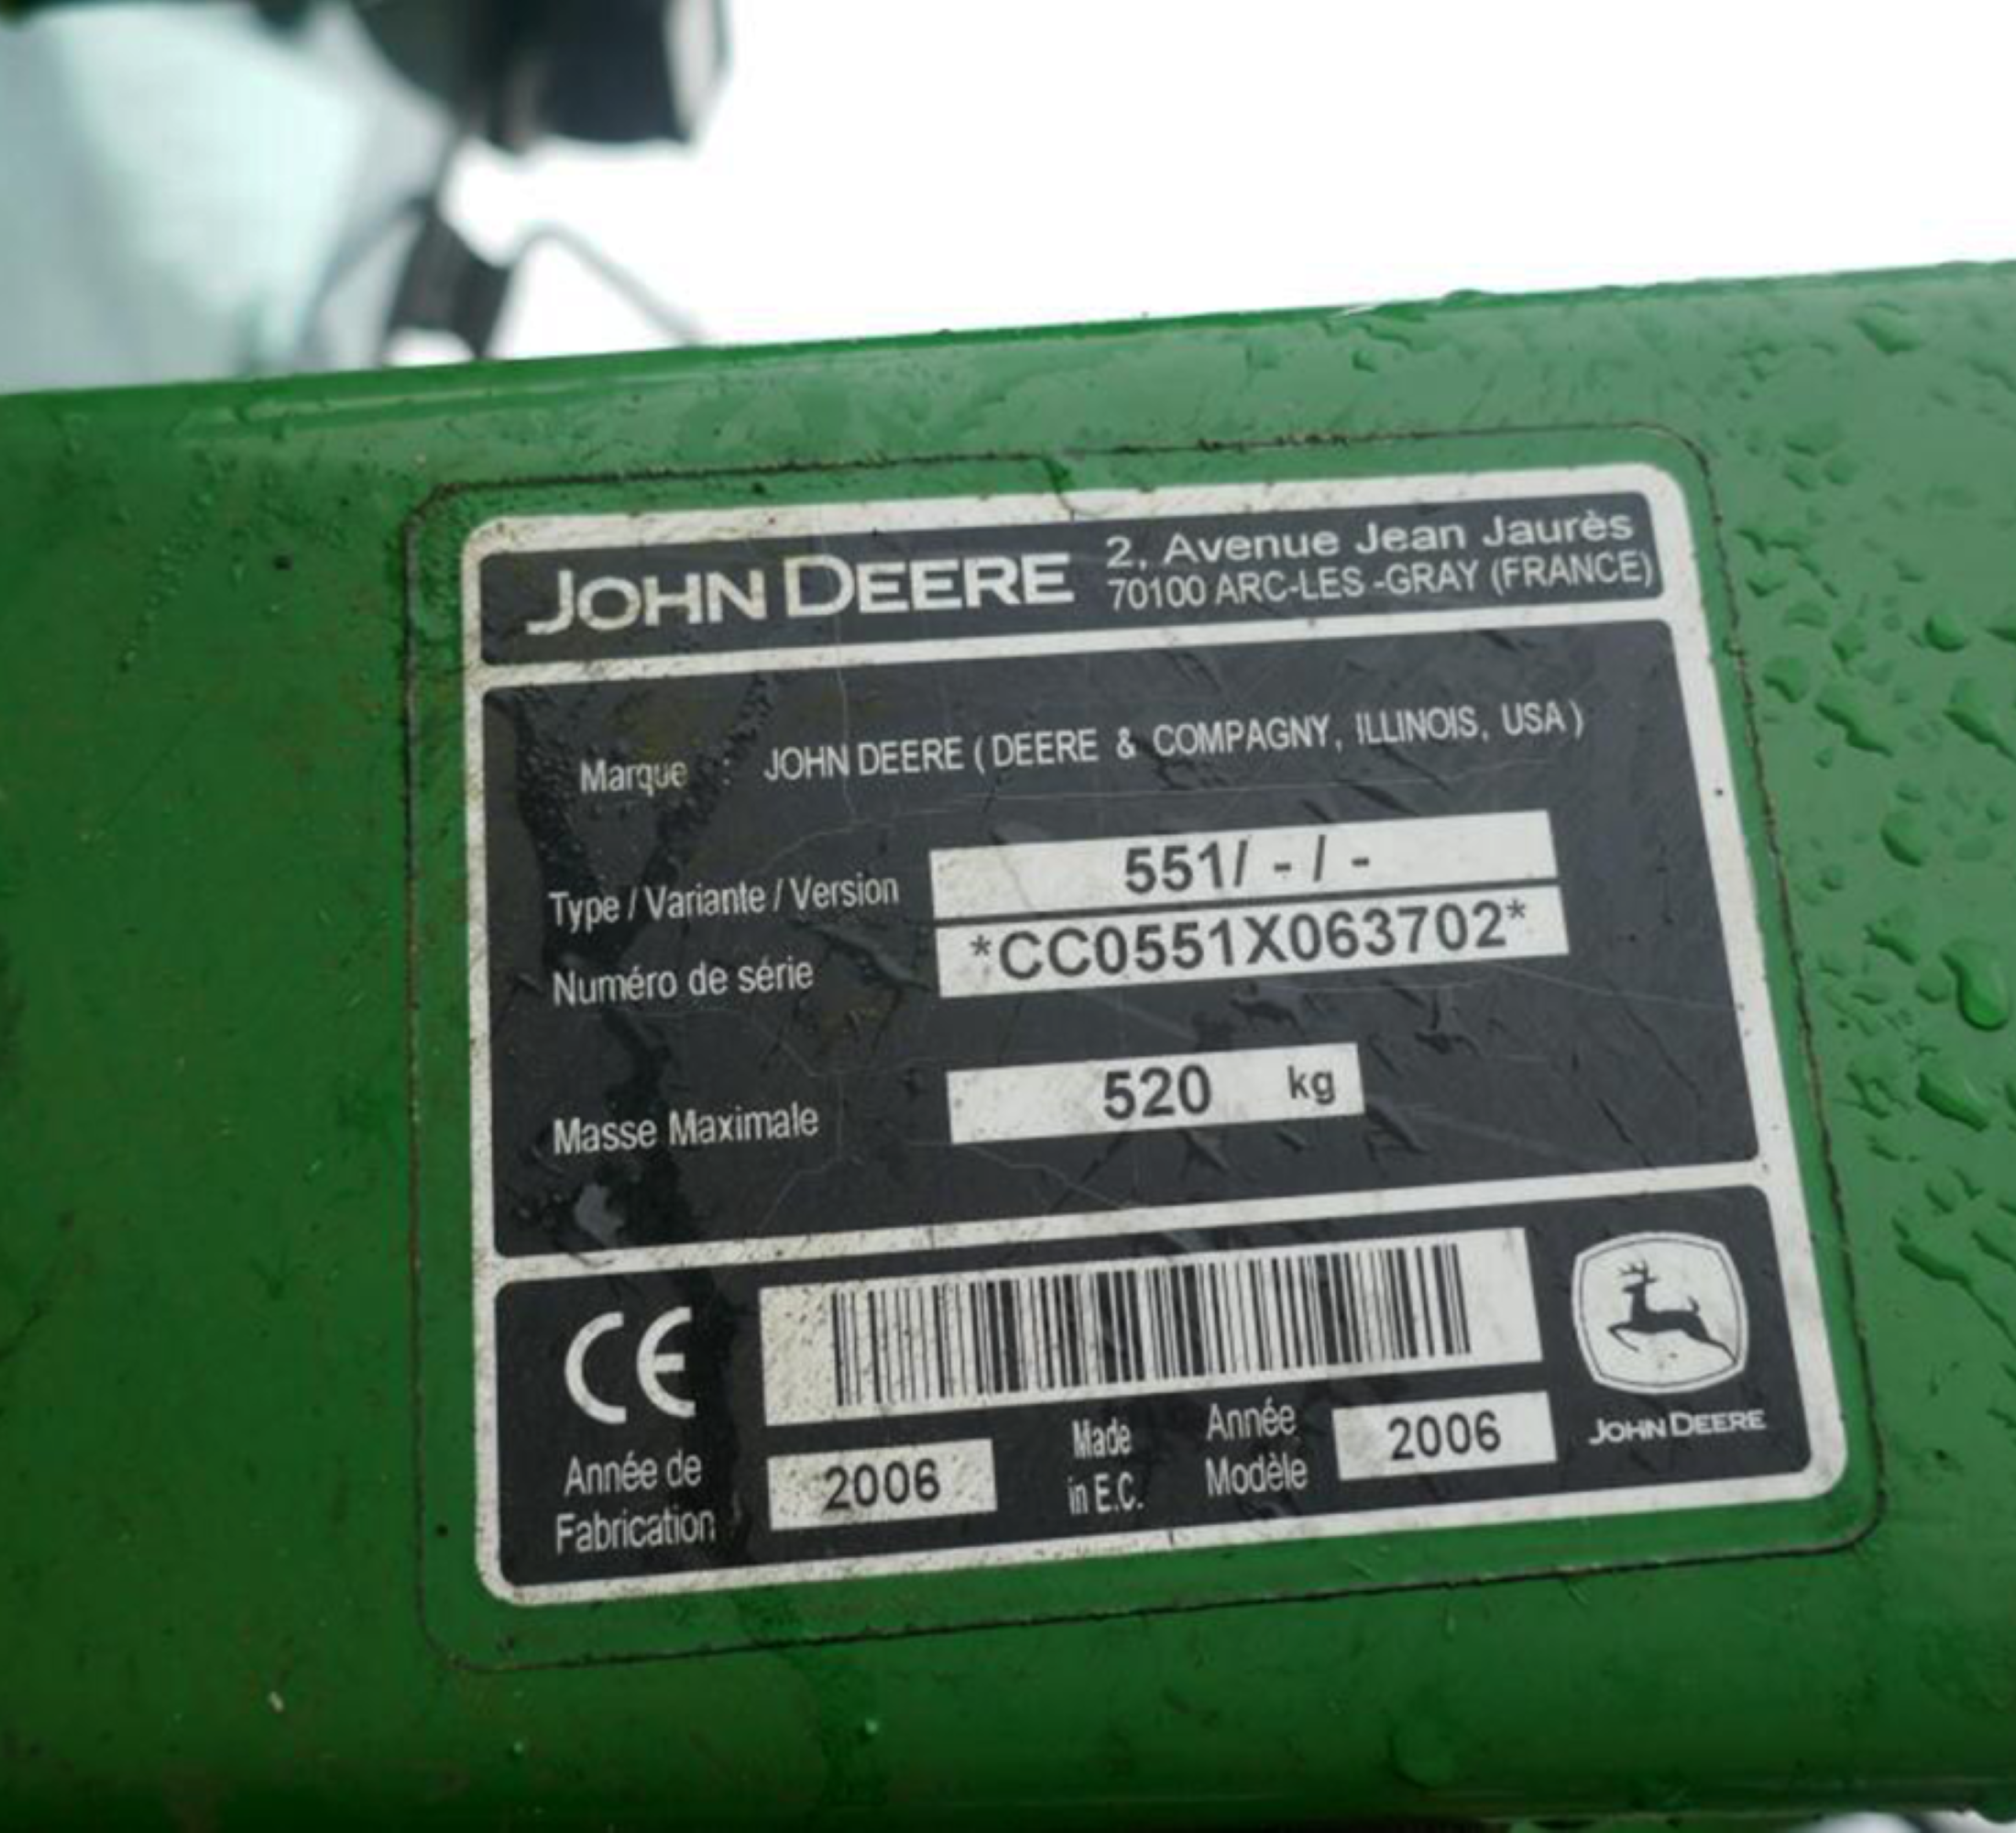 JOHN DEERE
2, Avenue Jean Jaurès
70100 ARC-LES -GRAY (FRANCE)
Marque : JOHN DEERE ( DEERE & COMPAGNY, ILLINOIS, USA )
Type / Variante / Version 551/ - / -
Numéro de série *CC0551X063702*
Masse Maximale 520 kg
CE
Année de Fabrication 2006
Made in E.C.
Année Modèle 2006
JOHN DEERE